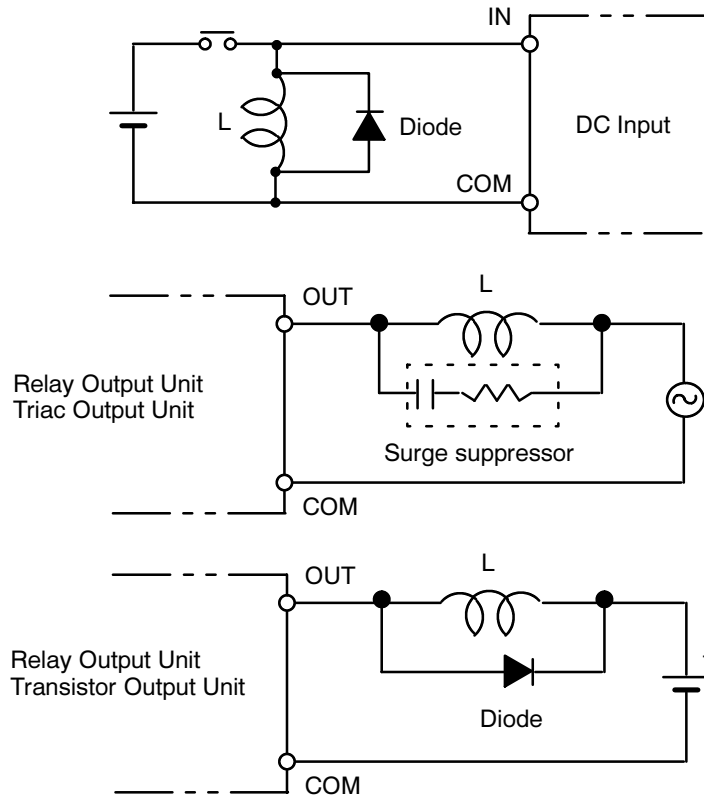 IN
L
Diode
DC Input
COM
OUT
L
Relay Output Unit
Triac Output Unit
Surge suppressor
COM
OUT
L
Relay Output Unit
Transistor Output Unit
Diode
COM